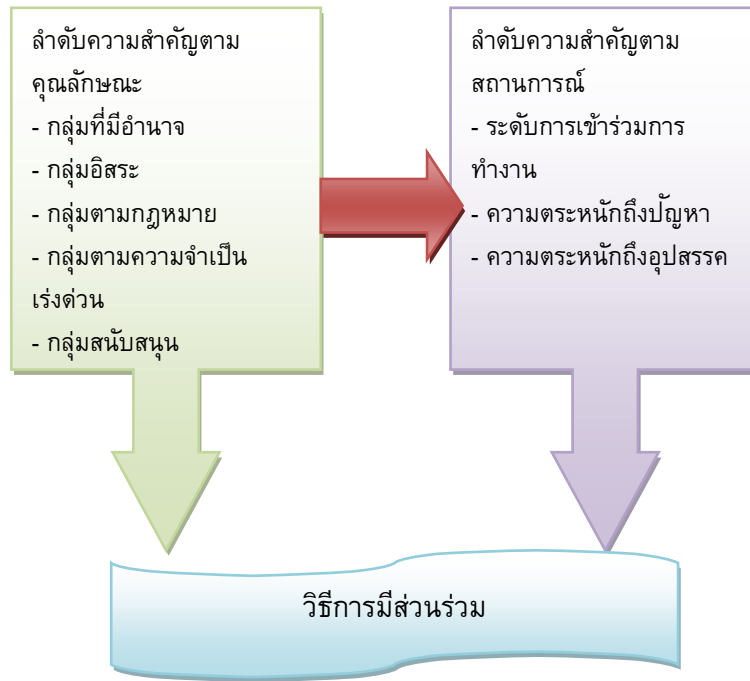 ลำดับความสำคัญตาม
คุณลักษณะ
- กลุ่มที่มีอำนาจ
- กลุ่มอิสระ
- กลุ่มตามกฎหมาย
- กลุ่มตามความจำเป็น
เร่งด่วน
- กลุ่มสนับสนุน
ลำดับความสำคัญตาม
สถานการณ์
- ระดับการเข้าร่วมการ
ทำงาน
- ความตระหนักถึงปัญหา
- ความตระหนักถึงอุปสรรค
วิธีการมีส่วนร่วม